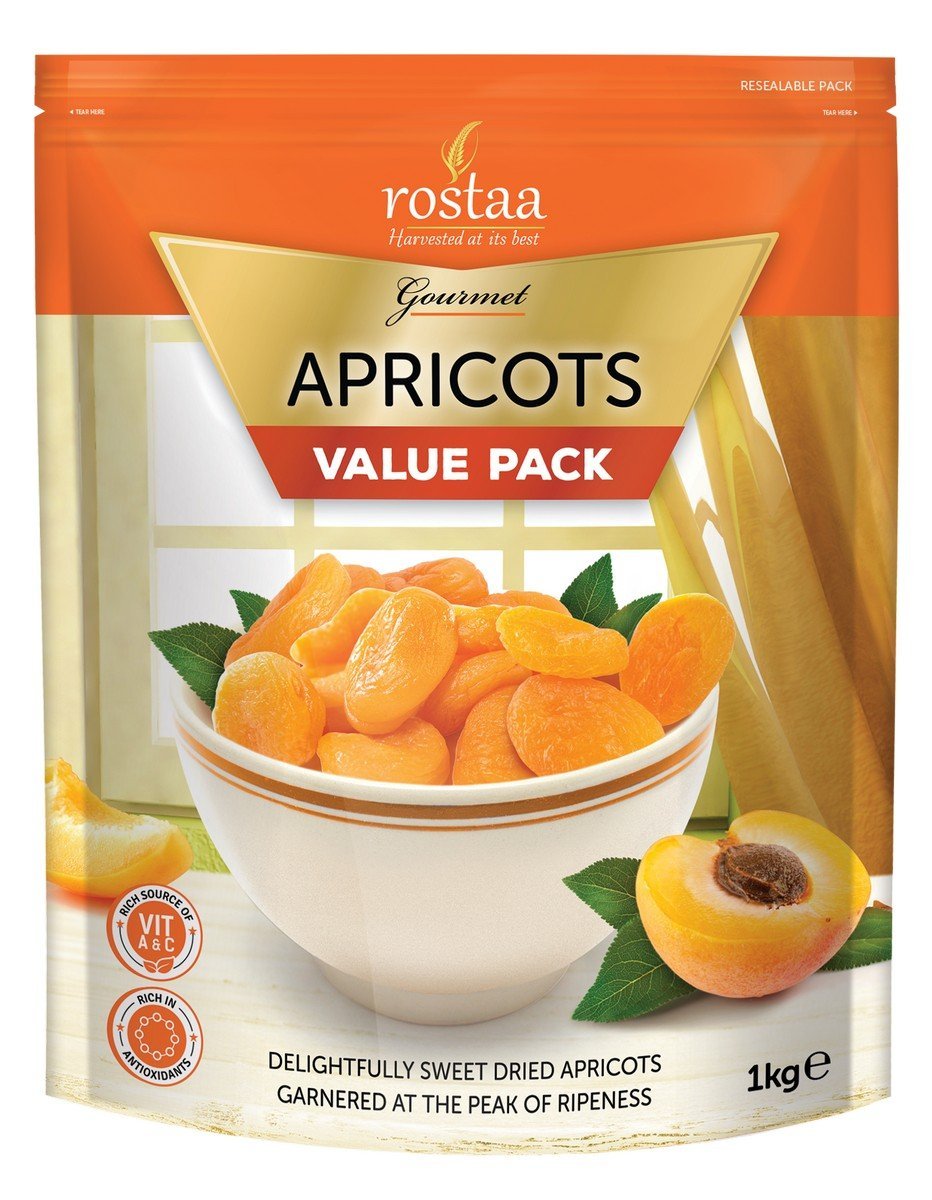 RESEALABLE PACK
TEAR HERE
TEAR HERE
rostaa
Harvested at its best
Gourmet
APRICOTS
VALUE PACK
RICH SOURCE OF
VIT
A & C
RICH IN
ANTIOXIDANTS
DELIGHTFULLY SWEET DRIED APRICOTS
GARNERED AT THE PEAK OF RIPENESS
1kg℮